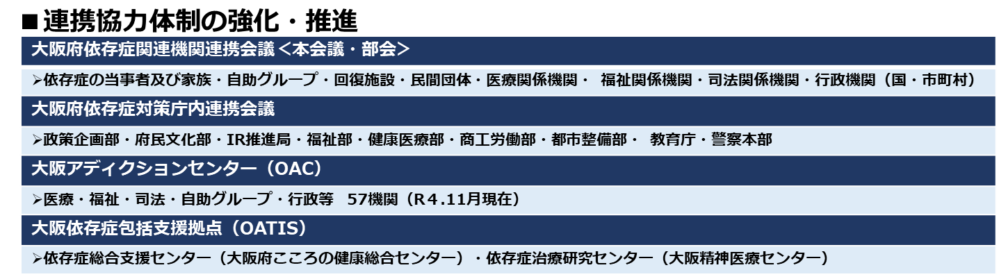 ■連携協力体制の強化・推進
大阪府依存症関連機関連携会議＜本会議・部会＞
➢依存症の当事者及び家族・自助グループ・回復施設・民間団体・医療関係機関・ 福祉関係機関・司法関係機関・行政機関（国・市町村）
大阪府依存症対策庁内連携会議
➢政策企画部・府民文化部・IR推進局・福祉部・健康医療部・商工労働部・都市整備部・ 教育庁・警察本部
大阪アディクションセンター（OAC）
➢医療・福祉・司法・自助グループ・行政等 57機関（R４.11月現在）
大阪依存症包括支援拠点（OATIS）
➢依存症総合支援センター（大阪府こころの健康総合センター）・依存症治療研究センター（大阪精神医療センター）